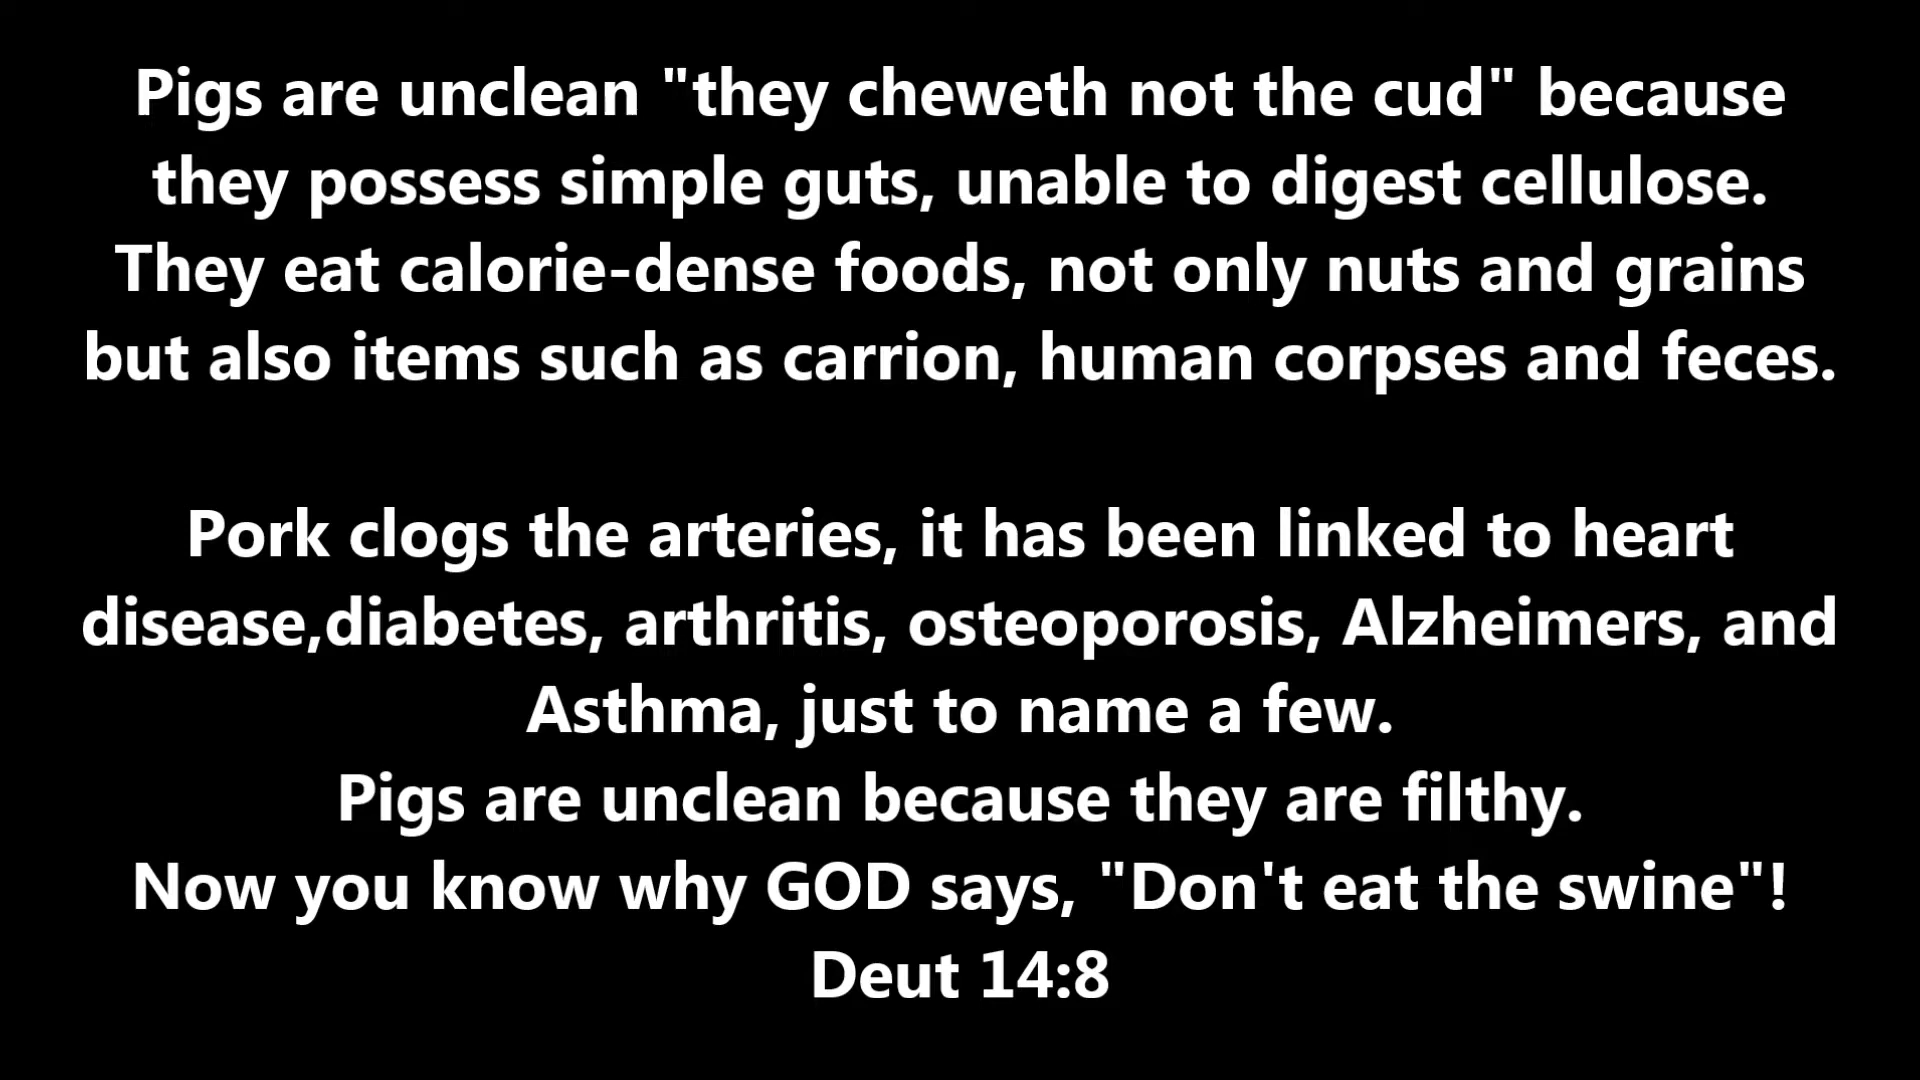 Pigs are unclean "they cheweth not the cud" because
they possess simple guts, unable to digest cellulose.
They eat calorie-dense foods, not only nuts and grains
but also items such as carrion, human corpses and feces.
Pork clogs the arteries, it has been linked to heart
disease,diabetes, arthritis, osteoporosis, Alzheimers, and
Asthma, just to name a few.
Pigs are unclean because they are filthy.
Now you know why GOD says, "Don't eat the swine"!
Deut 14:8